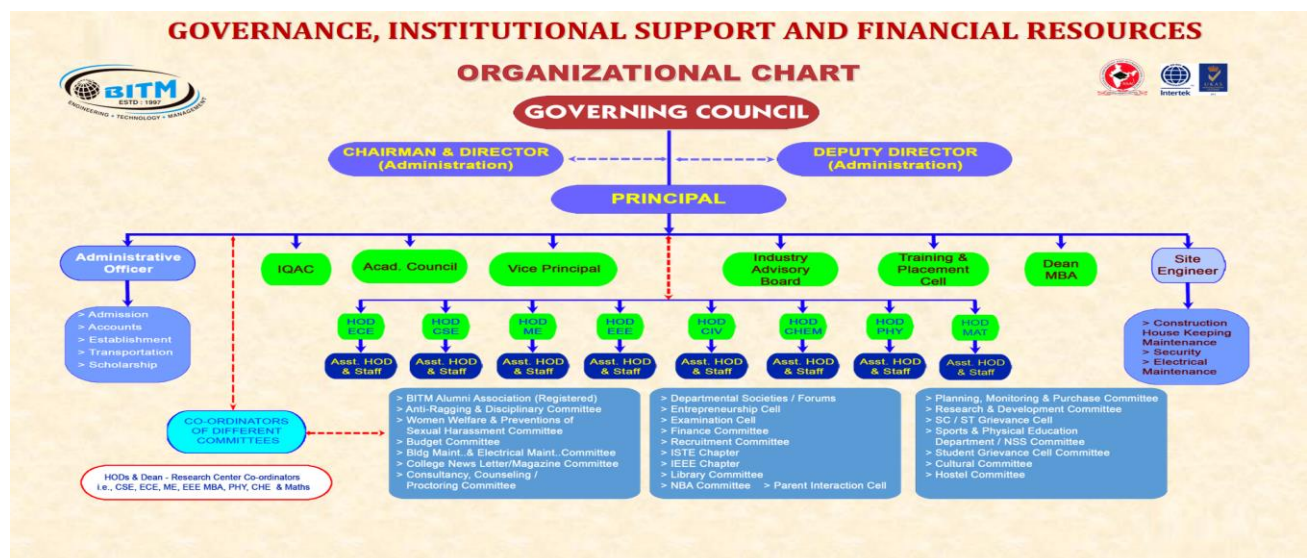 GOVERNANCE, INSTITUTIONAL SUPPORT AND FINANCIAL RESOURCES
BITM
ESTD : 1997
ENGINEERING • TECHNOLOGY • MANAGEMENT
ORGANIZATIONAL CHART
Intertek
UKAS
GOVERNING COUNCIL
CHAIRMAN & DIRECTOR
(Administration)
DEPUTY DIRECTOR
(Administration)
PRINCIPAL
Administrative
Officer
IQAC
Acad. Council
Vice Principal
Industry
Advisory
Board
Training &
Placement
Cell
Dean
MBA
Site
Engineer
> Admission
> Accounts
> Establishment
> Transportation
> Scholarship
HOD
ECE
HOD
CSE
HOD
ME
HOD
EEE
HOD
CIV
HOD
CHEM
HOD
PHY
HOD
MAT
Asst. HOD
& Staff
Asst. HOD
& Staff
Asst. HOD
& Staff
Asst. HOD
& Staff
Asst. HOD
& Staff
Asst. HOD
& Staff
Asst. HOD
& Staff
Asst. HOD
& Staff
> Construction
House Keeping
Maintenance
> Security
> Electrical
Maintenance
CO-ORDINATORS
OF DIFFERENT
COMMITTEES
> BITM Alumni Association (Registered)
> Anti-Ragging & Disciplinary Committee
> Women Welfare & Preventions of
Sexual Harassment Committee
> Budget Committee
> Bldg Maint..& Electrical Maint..Committee
> College News Letter/Magazine Committee
> Consultancy, Counseling /
Proctoring Committee
> Departmental Societies / Forums
> Entrepreneurship Cell
> Examination Cell
> Finance Committee
> Recruitment Committee
> ISTE Chapter
> IEEE Chapter
> Library Committee
> NBA Committee > Parent Interaction Cell
> Planning, Monitoring & Purchase Committee
> Research & Development Committee
> SC / ST Grievance Cell
> Sports & Physical Education
Department / NSS Committee
> Student Grievance Cell Committee
> Cultural Committee
> Hostel Committee
HODs & Dean - Research Center Co-ordinators
i.e., CSE, ECE, ME, EEE MBA, PHY, CHE & Maths